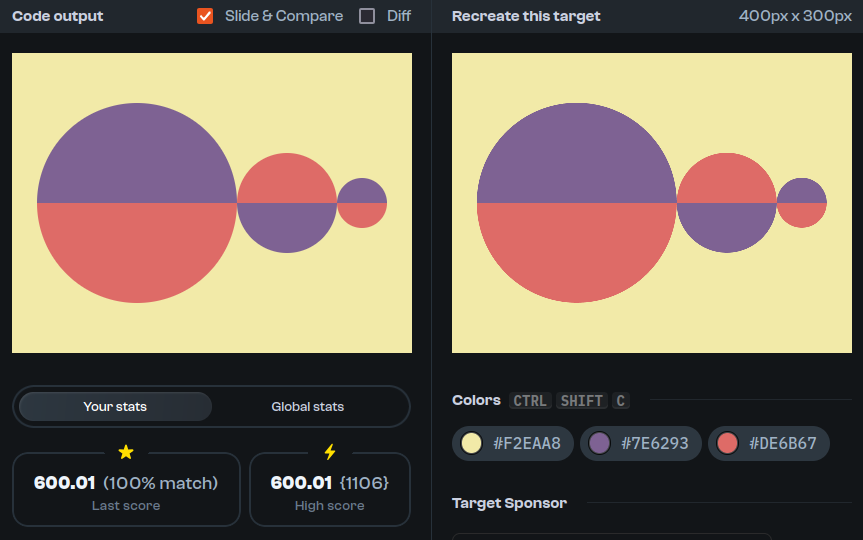 Code output
Slide & Compare
Diff
Recreate this target
400px x 300px
Your stats
Global stats
600.01 (100% match)
Last score
600.01 {1106}
High score
Colors CTRL SHIFT C
#F2EAA8 #7E6293 #DE6B67
Target Sponsor